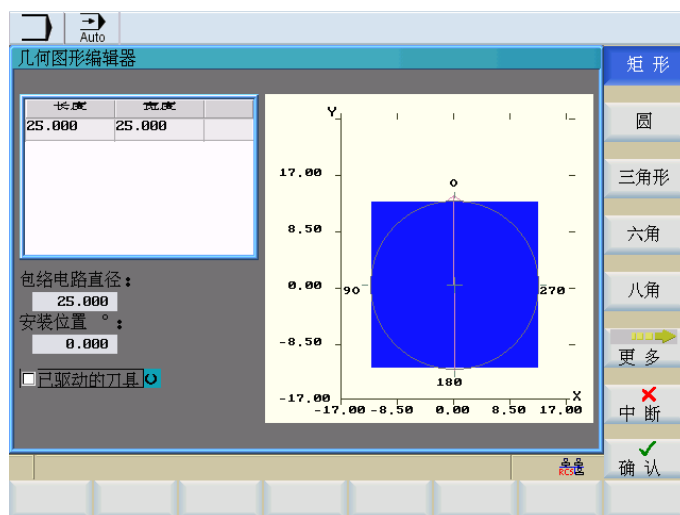 Auto
几何图形编辑器
长度 宽度
25.000 25.000
包络电路直径：
25.000
安装位置 °：
0.000
已驱动的刀具
Y
17.00
8,50
0.00
-8,50
-17.00
O
90
270
180
X
-17,00 -8,50 0,00 8,50 17,00
矩形
圆
三角形
六角
八角
更多
中断
确认
RCS